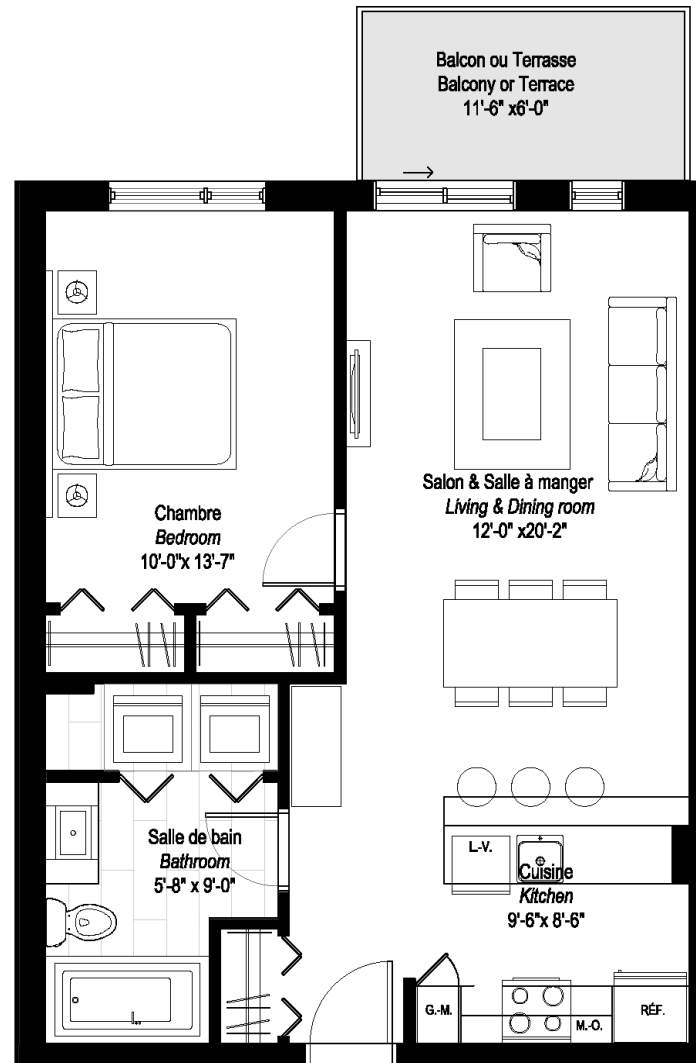 Balcon ou Terrasse
Balcony or Terrace
11'-6" x6'-0"
Salon & Salle à manger
Living & Dining room
12'-0" x20'-2"
Chambre
Bedroom
10'-0"x 13'-7"
Salle de bain
Bathroom
5'-8" x 9'-0"
L.-V.
Cuisine
Kitchen
9'-6"x 8'-6"
G.-M.
M.-O.
RÉF.